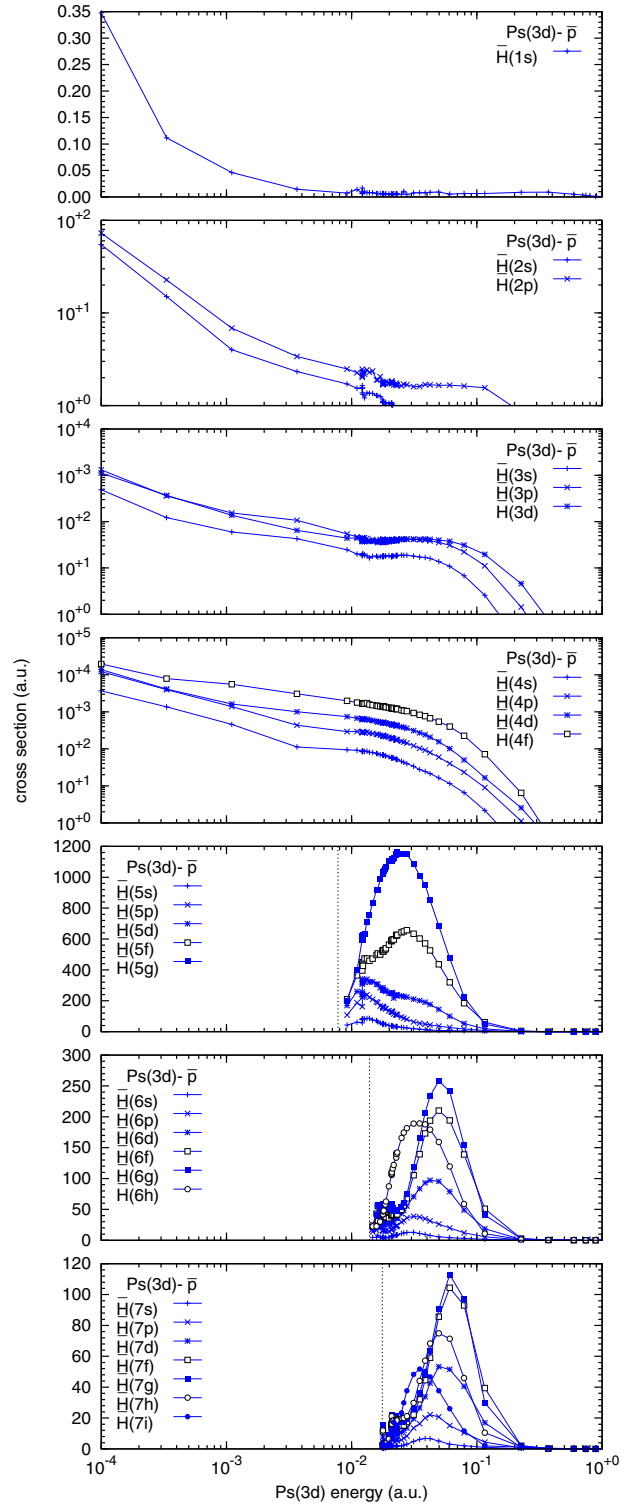 Ps(3d)- p̅
H̅(1s)
0.35
0.30
0.25
0.20
0.15
0.10
0.05
0.00
Ps(3d)- p̅
H̅(2s)
H̅(2p)
10⁺²
10⁺¹
10⁺⁰
Ps(3d)- p̅
H̅(3s)
H̅(3p)
H̅(3d)
10⁺⁴
10⁺³
10⁺²
10⁺¹
10⁺⁰
Ps(3d)- p̅
H̅(4s)
H̅(4p)
H̅(4d)
H̅(4f)
10⁺⁵
10⁺⁴
10⁺³
10⁺²
10⁺¹
10⁺⁰
cross section (a.u.)
Ps(3d)- p̅
H̅(5s)
H̅(5p)
H̅(5d)
H̅(5f)
H̅(5g)
1200
1000
800
600
400
200
0
Ps(3d)- p̅
H̅(6s)
H̅(6p)
H̅(6d)
H̅(6f)
H̅(6g)
H̅(6h)
300
250
200
150
100
50
0
Ps(3d)- p̅
H̅(7s)
H̅(7p)
H̅(7d)
H̅(7f)
H̅(7g)
H̅(7h)
H̅(7i)
120
100
80
60
40
20
0
10⁻⁴ 10⁻³ 10⁻² 10⁻¹ 10⁺⁰
Ps(3d) energy (a.u.)